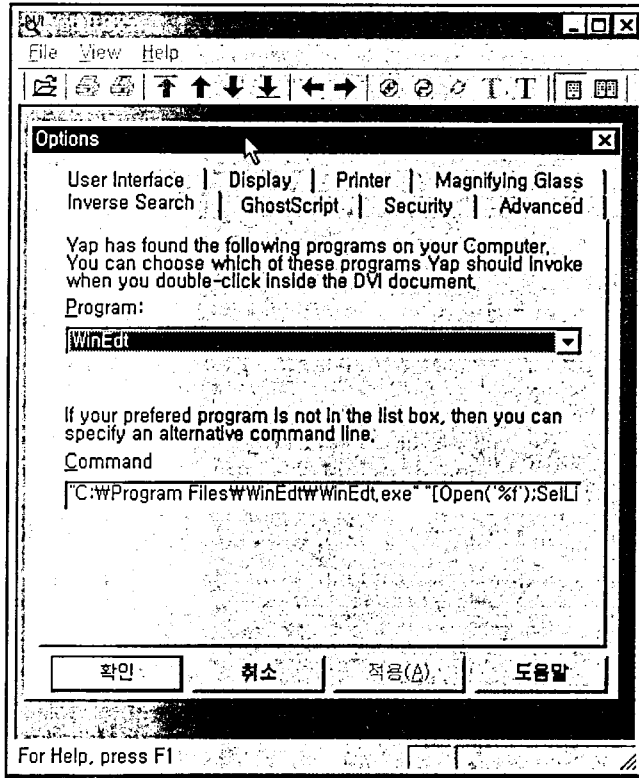 File View Help
Options
User Interface Display Printer Magnifying Glass
Inverse Search GhostScript Security Advanced
Yap has found the following programs on your Computer.
You can choose which of these programs Yap should invoke
when you double-click inside the DVI document.
Program:
WinEdt
If your prefered program is not in the list box, then you can
specify an alternative command line.
Command
"C:₩Program Files₩WinEdt₩WinEdt.exe" "[Open('%f');SelLi
확인 취소 적용(A) 도움말
For Help, press F1